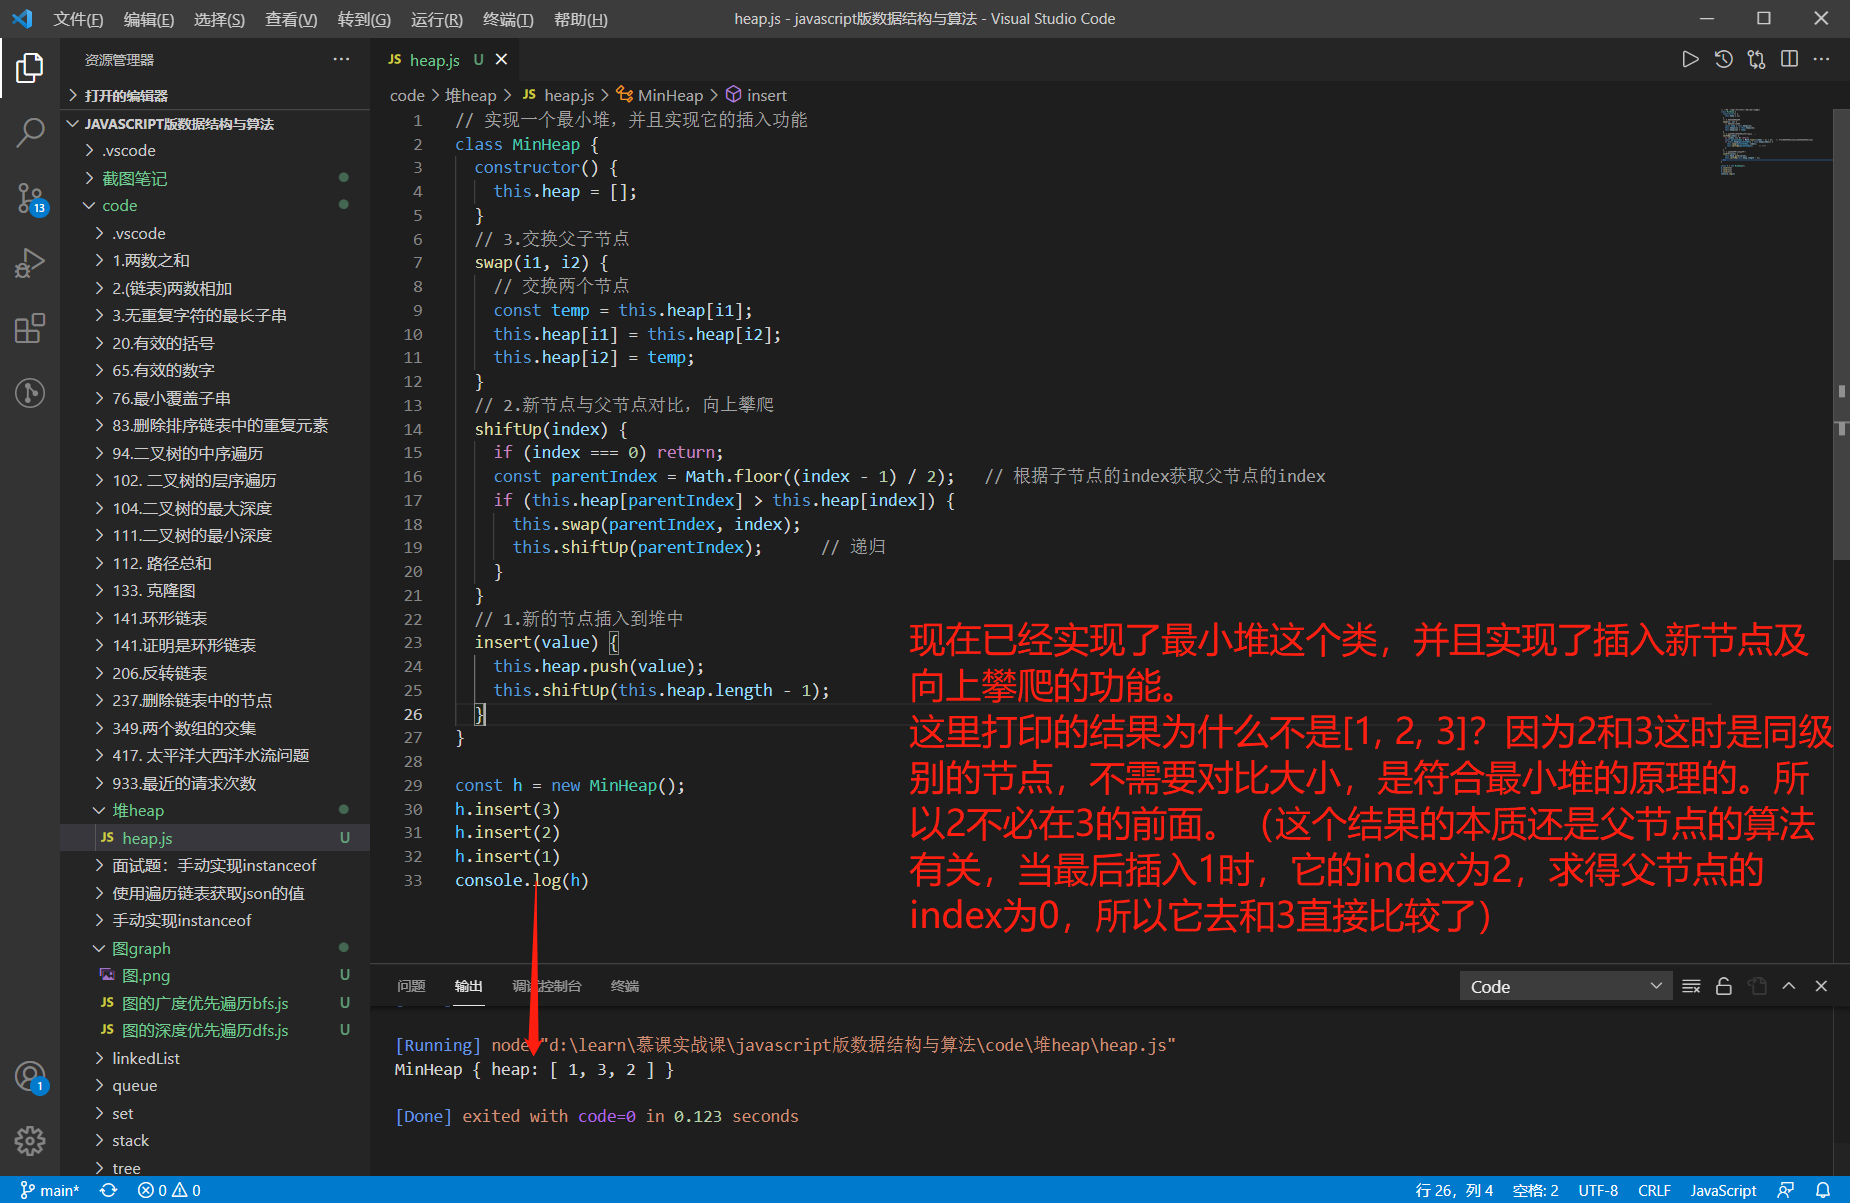 文件(F) 编辑(E) 选择(S) 查看(V) 转到(G) 运行(R) 终端(T) 帮助(H)
heap.js - javascript版数据结构与算法 - Visual Studio Code
资源管理器
打开的编辑器
JAVASCRIPT版数据结构与算法
.vscode
截图笔记
code
.vscode
1.两数之和
2.(链表)两数相加
3.无重复字符的最长子串
20.有效的括号
65.有效的数字
76.最小覆盖子串
83.删除排序链表中的重复元素
94.二叉树的中序遍历
102. 二叉树的层序遍历
104.二叉树的最大深度
111.二叉树的最小深度
112. 路径总和
133. 克隆图
141.环形链表
141.证明是环形链表
206.反转链表
237.删除链表中的节点
349.两个数组的交集
417. 太平洋大西洋水流问题
933.最近的请求次数
堆heap
JS heap.js U
面试题：手动实现instanceof
使用遍历链表获取json的值
手动实现instanceof
图graph
图.png U
JS 图的广度优先遍历bfs.js U
JS 图的深度优先遍历dfs.js U
linkedList
queue
set
stack
tree
13
1
JS heap.js U
code > 堆heap > JS heap.js > MinHeap > insert
1 // 实现一个最小堆，并且实现它的插入功能
2 class MinHeap {
3 constructor() {
4 this.heap = [];
5 }
6 // 3.交换父子节点
7 swap(i1, i2) {
8 // 交换两个节点
9 const temp = this.heap[i1];
10 this.heap[i1] = this.heap[i2];
11 this.heap[i2] = temp;
12 }
13 // 2.新节点与父节点对比，向上攀爬
14 shiftUp(index) {
15 if (index === 0) return;
16 const parentIndex = Math.floor((index - 1) / 2); // 根据子节点的index获取父节点的index
17 if (this.heap[parentIndex] > this.heap[index]) {
18 this.swap(parentIndex, index);
19 this.shiftUp(parentIndex); // 递归
20 }
21 }
22 // 1.新的节点插入到堆中
23 insert(value) {
24 this.heap.push(value);
25 this.shiftUp(this.heap.length - 1);
26 }
27 }
28
29 const h = new MinHeap();
30 h.insert(3)
31 h.insert(2)
32 h.insert(1)
33 console.log(h)
现在已经实现了最小堆这个类，并且实现了插入新节点及
向上攀爬的功能。
这里打印的结果为什么不是[1, 2, 3]？因为2和3这时是同级
别的节点，不需要对比大小，是符合最小堆的原理的。所
以2不必在3的前面。（这个结果的本质还是父节点的算法
有关，当最后插入1时，它的index为2，求得父节点的
index为0，所以它去和3直接比较了）
问题 输出 调试控制台 终端
Code
[Running] node "d:\learn\慕课实战课\javascript版数据结构与算法\code\堆heap\heap.js"
MinHeap { heap: [ 1, 3, 2 ] }
[Done] exited with code=0 in 0.123 seconds
main* 0 0
行 26，列 4 空格: 2 UTF-8 CRLF JavaScript